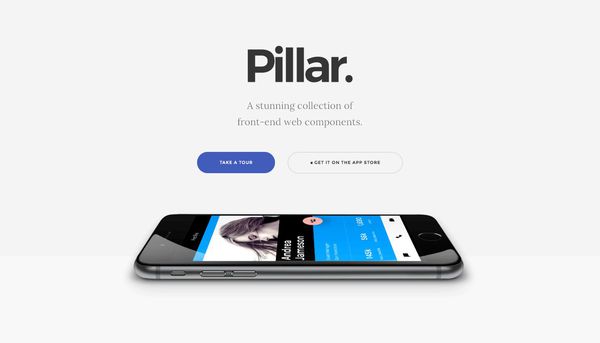 Pillar.
A stunning collection of
front-end web components.
TAKE A TOUR
GET IT ON THE APP STORE
Andrea
Jameson